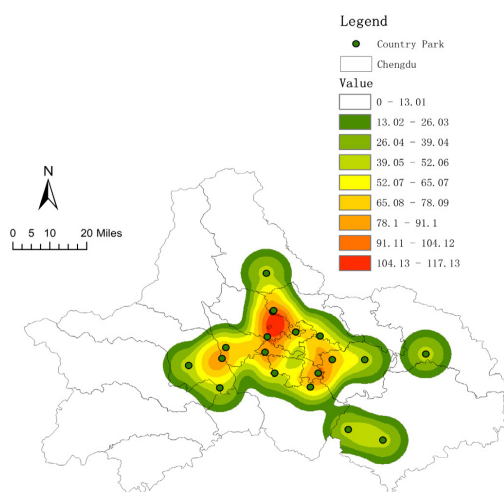 Legend
Country Park
Chengdu
Value
0 - 13.01
13.02 - 26.03
26.04 - 39.04
39.05 - 52.06
52.07 - 65.07
65.08 - 78.09
78.1 - 91.1
91.11 - 104.12
104.13 - 117.13
N
0 5 10 20 Miles